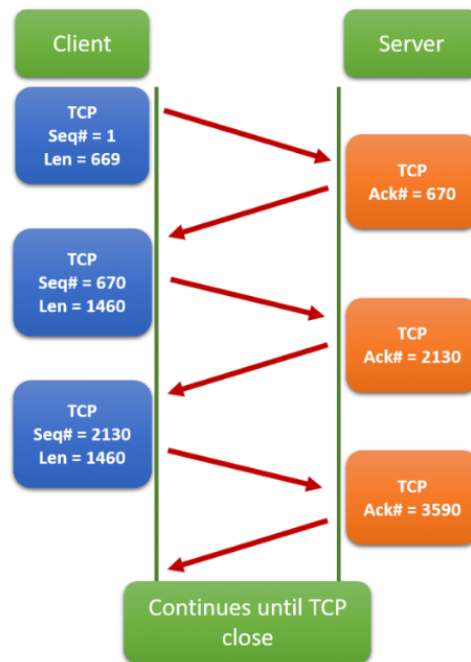 Client
Server
TCP
Seq# = 1
Len = 669
TCP
Ack# = 670
TCP
Seq# = 670
Len = 1460
TCP
Ack# = 2130
TCP
Seq# = 2130
Len = 1460
TCP
Ack# = 3590
Continues until TCP
close